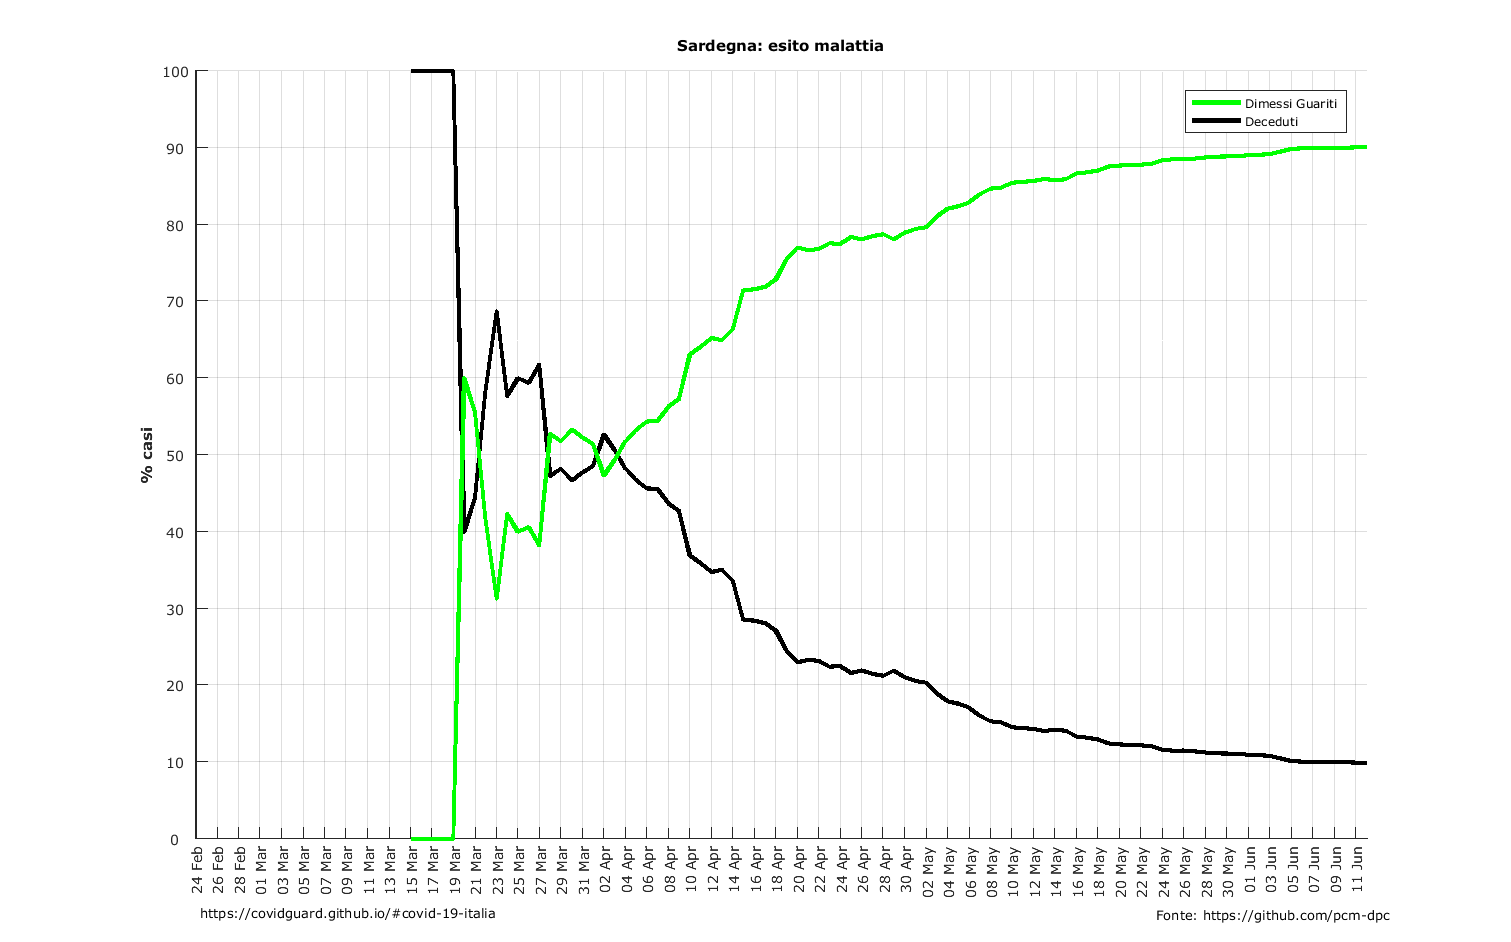 Sardegna: esito malattia
100
90
80
70
60
50
40
30
20
10
0
% casi
Dimessi Guariti
Deceduti
24 Feb
26 Feb
28 Feb
01 Mar
03 Mar
05 Mar
07 Mar
09 Mar
11 Mar
13 Mar
15 Mar
17 Mar
19 Mar
21 Mar
23 Mar
25 Mar
27 Mar
29 Mar
31 Mar
02 Apr
04 Apr
06 Apr
08 Apr
10 Apr
12 Apr
14 Apr
16 Apr
18 Apr
20 Apr
22 Apr
24 Apr
26 Apr
28 Apr
30 Apr
02 May
04 May
06 May
08 May
10 May
12 May
14 May
16 May
18 May
20 May
22 May
24 May
26 May
28 May
30 May
01 Jun
03 Jun
05 Jun
07 Jun
09 Jun
11 Jun
https://covidguard.github.io/#covid-19-italia
Fonte: https://github.com/pcm-dpc